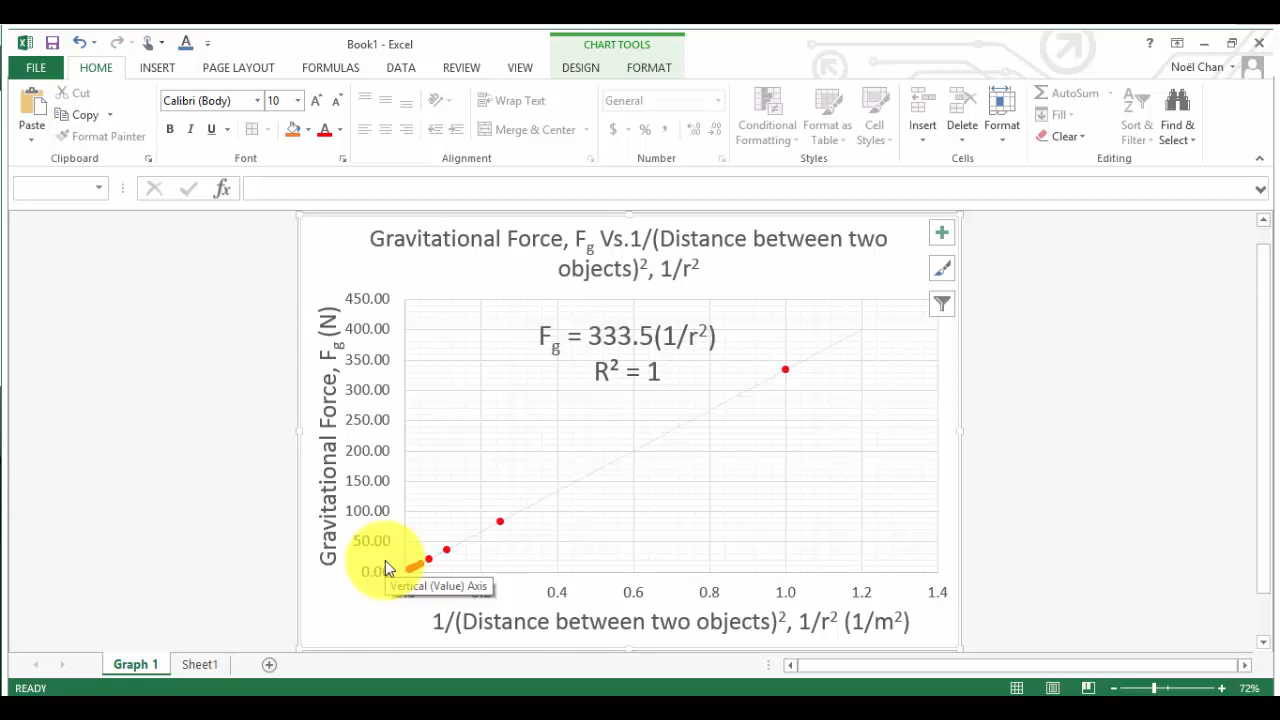 Book1 - Excel
CHART TOOLS
?
FILE HOME INSERT PAGE LAYOUT FORMULAS DATA REVIEW VIEW DESIGN FORMAT Noël Chan
Paste
Cut
Copy
Format Painter
Clipboard
Calibri (Body) 10
B I U
Font
Wrap Text
Merge & Center
Alignment
General
$ % ,
Number
Conditional Formatting
Format as Table
Cell Styles
Styles
Insert
Delete
Format
Cells
AutoSum
Fill
Clear
Sort & Filter
Find & Select
Editing
fx
Gravitational Force, Fg Vs.1/(Distance between two
objects)², 1/r²
Gravitational Force, Fg (N)
450.00
400.00
350.00
300.00
250.00
200.00
150.00
100.00
50.00
Fg = 333.5(1/r²)
R² = 1
Vertical (Value) Axis
0.4 0.6 0.8 1.0 1.2 1.4
1/(Distance between two objects)², 1/r² (1/m²)
Graph 1 Sheet1
READY
72%